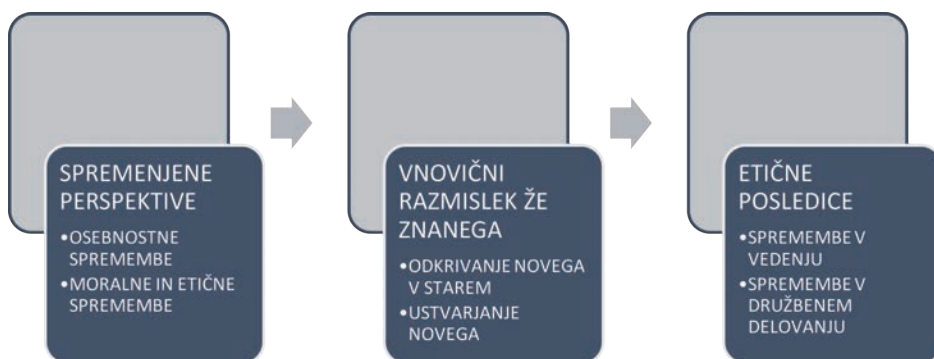 SPREMENJENE
PERSPEKTIVE
•OSEBNOSTNE
SPREMEMBE
•MORALNE IN ETIČNE
SPREMEMBE
VNOVIČNI
RAZMISLEK ŽE
ZNANEGA
•ODKRIVANJE NOVEGA
V STAREM
•USTVARJANJE
NOVEGA
ETIČNE
POSLEDICE
•SPREMEMBE V
VEDENJU
•SPREMEMBE V
DRUŽBENEM
DELOVANJU